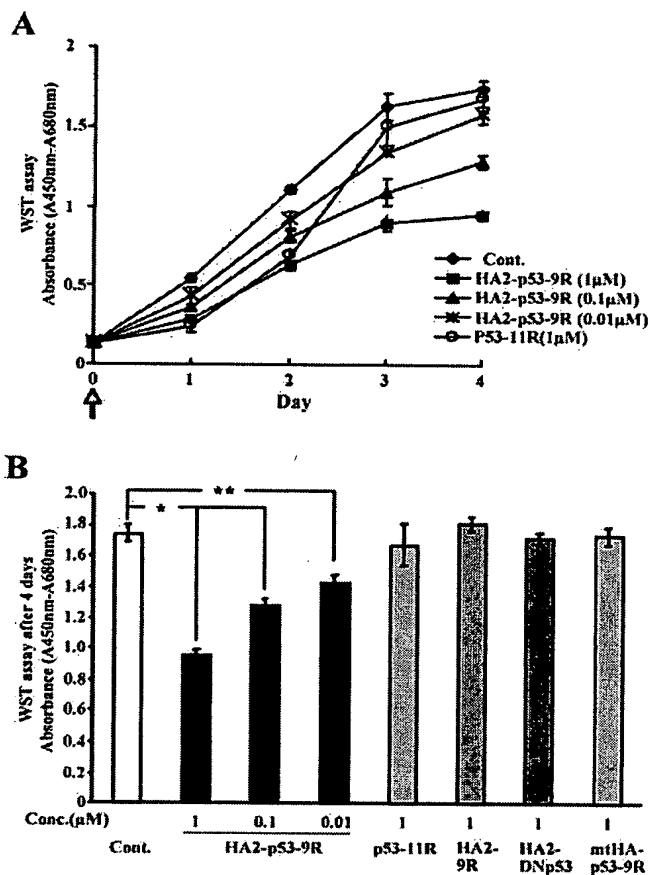 A
2
1.5
1
0.5
0
WST assay
Absorbance (A450nm-A680nm)
0 1 2 3 4
Day
Cont.
HA2-p53-9R (1µM)
HA2-p53-9R (0.1µM)
HA2-p53-9R (0.01µM)
P53-11R(1µM)
B
2.0
1.8
1.6
1.4
1.2
1.0
0.8
0.6
0.4
0.2
0
WST assay after 4 days
Absorbance (A450nm-A680nm)
**
*
Conc.(µM) 1 0.1 0.01 1 1 1 1
Cont. HA2-p53-9R p53-11R HA2-9R HA2-DNp53 mtHA-p53-9R